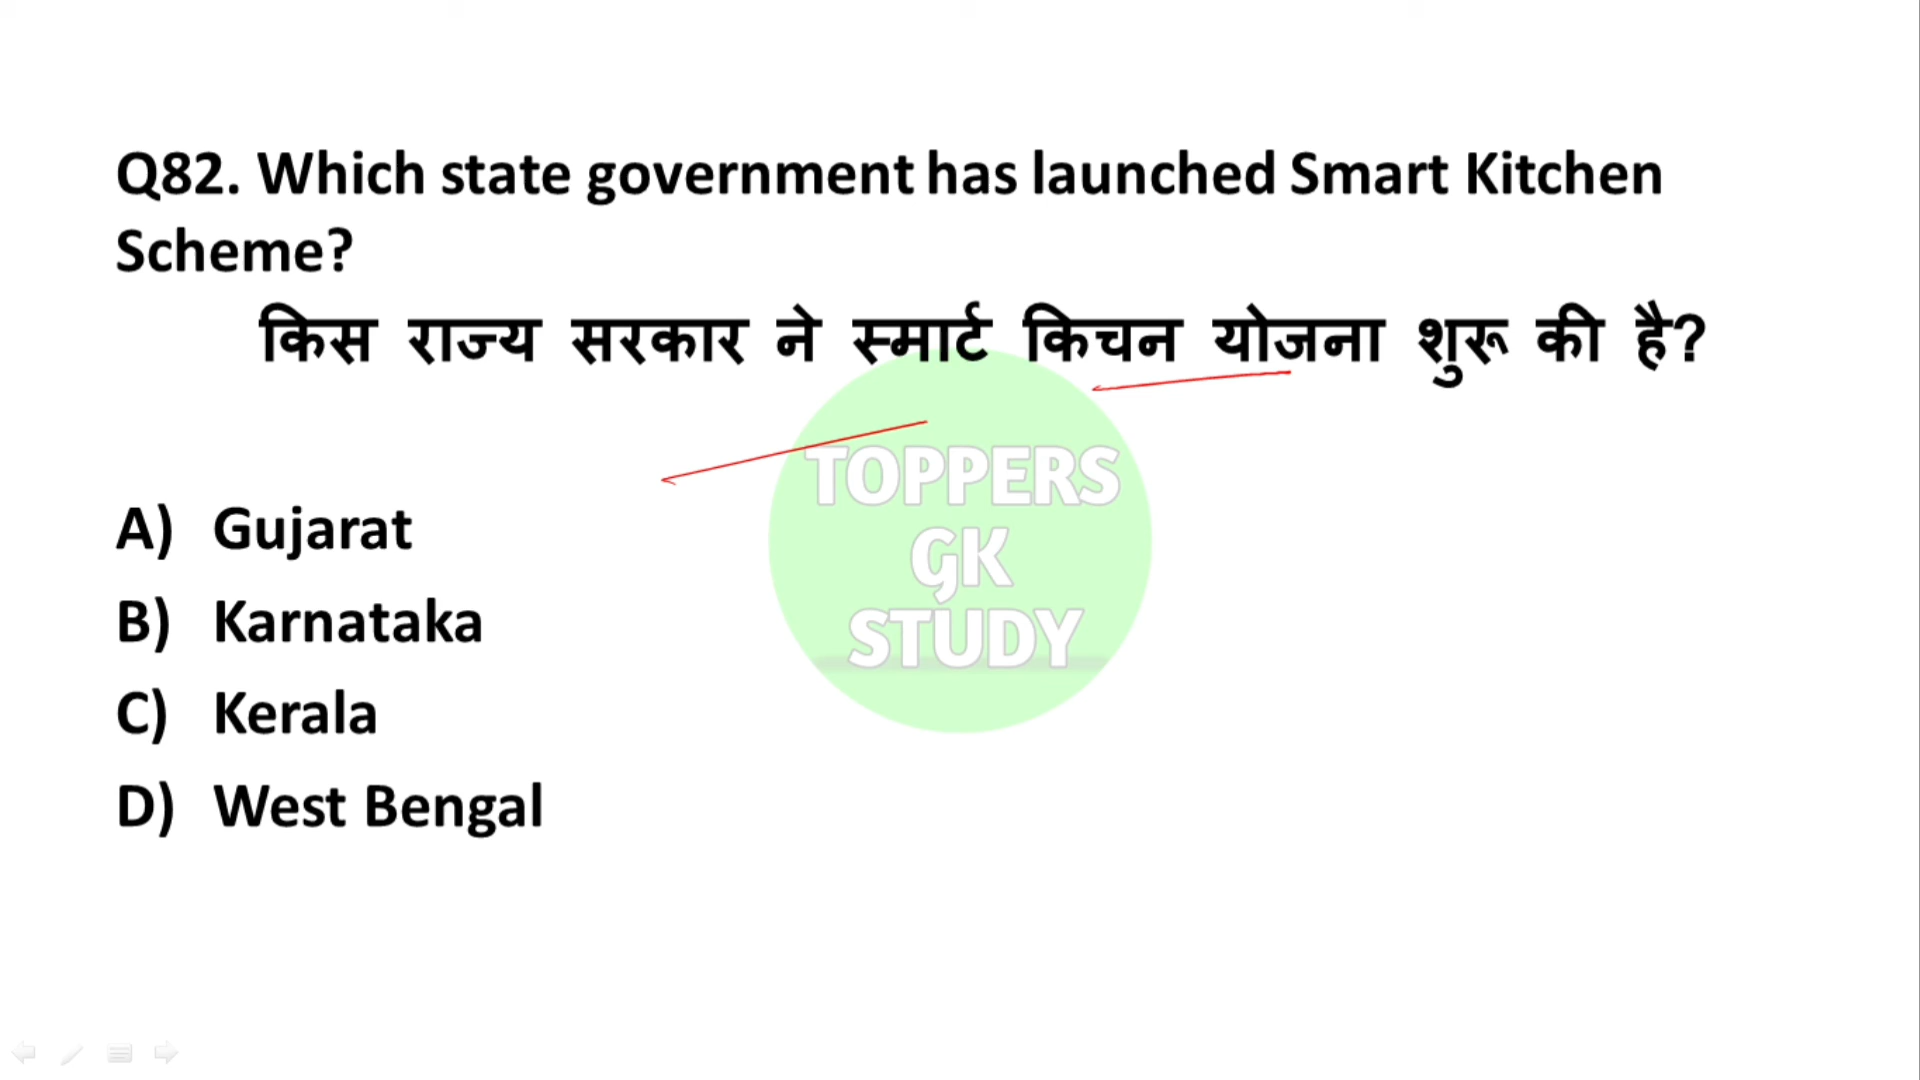 Q82. Which state government has launched Smart Kitchen
Scheme?
किस राज्य सरकार ने स्मार्ट किचन योजना शुरू की है?
TOPPERS
GK
STUDY
A) Gujarat
B) Karnataka
C) Kerala
D) West Bengal